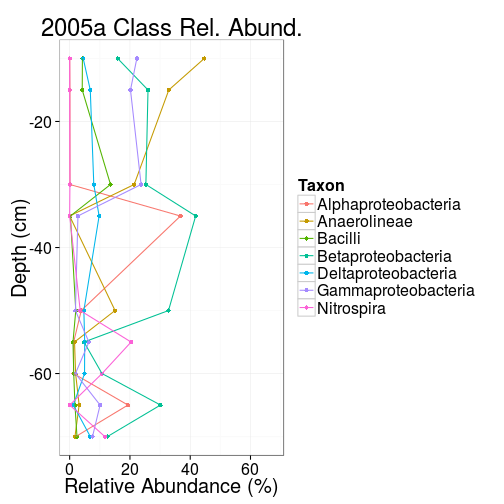 2005a Class Rel. Abund.
-20
-40
-60
Depth (cm)
0 20 40 60
Relative Abundance (%)
Taxon
Alphaproteobacteria
Anaerolineae
Bacilli
Betaproteobacteria
Deltaproteobacteria
Gammaproteobacteria
Nitrospira